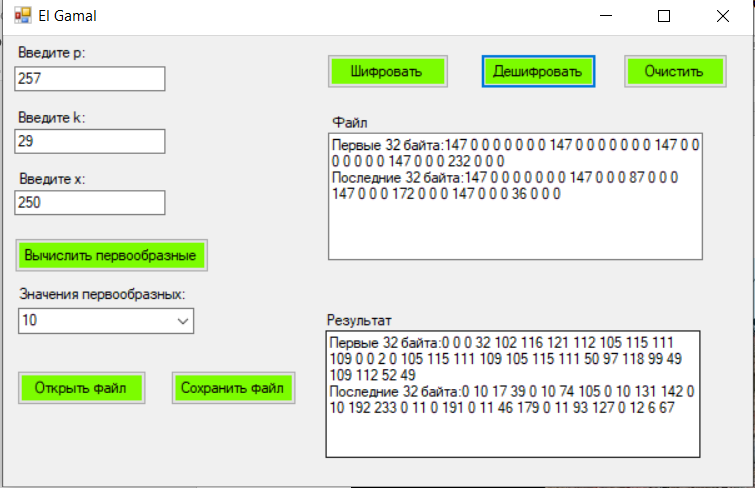 El Gamal
Введите p:
257
Введите k:
29
Введите x:
250
Вычислить первообразные
Значения первообразных:
10
Открыть файл
Сохранить файл
Шифровать
Дешифровать
Очистить
Файл
Первые 32 байта:147 0 0 0 0 0 0 0 147 0 0 0 0 0 0 0 147 0 0
0 0 0 0 0 147 0 0 0 232 0 0 0
Последние 32 байта:147 0 0 0 0 0 0 0 147 0 0 0 87 0 0 0
147 0 0 0 172 0 0 0 147 0 0 0 36 0 0 0
Результат
Первые 32 байта:0 0 0 32 102 116 121 112 105 115 111
109 0 0 2 0 105 115 111 109 105 115 111 50 97 118 99 49
109 112 52 49
Последние 32 байта:0 10 17 39 0 10 74 105 0 10 131 142 0
10 192 233 0 11 0 191 0 11 46 179 0 11 93 127 0 12 6 67